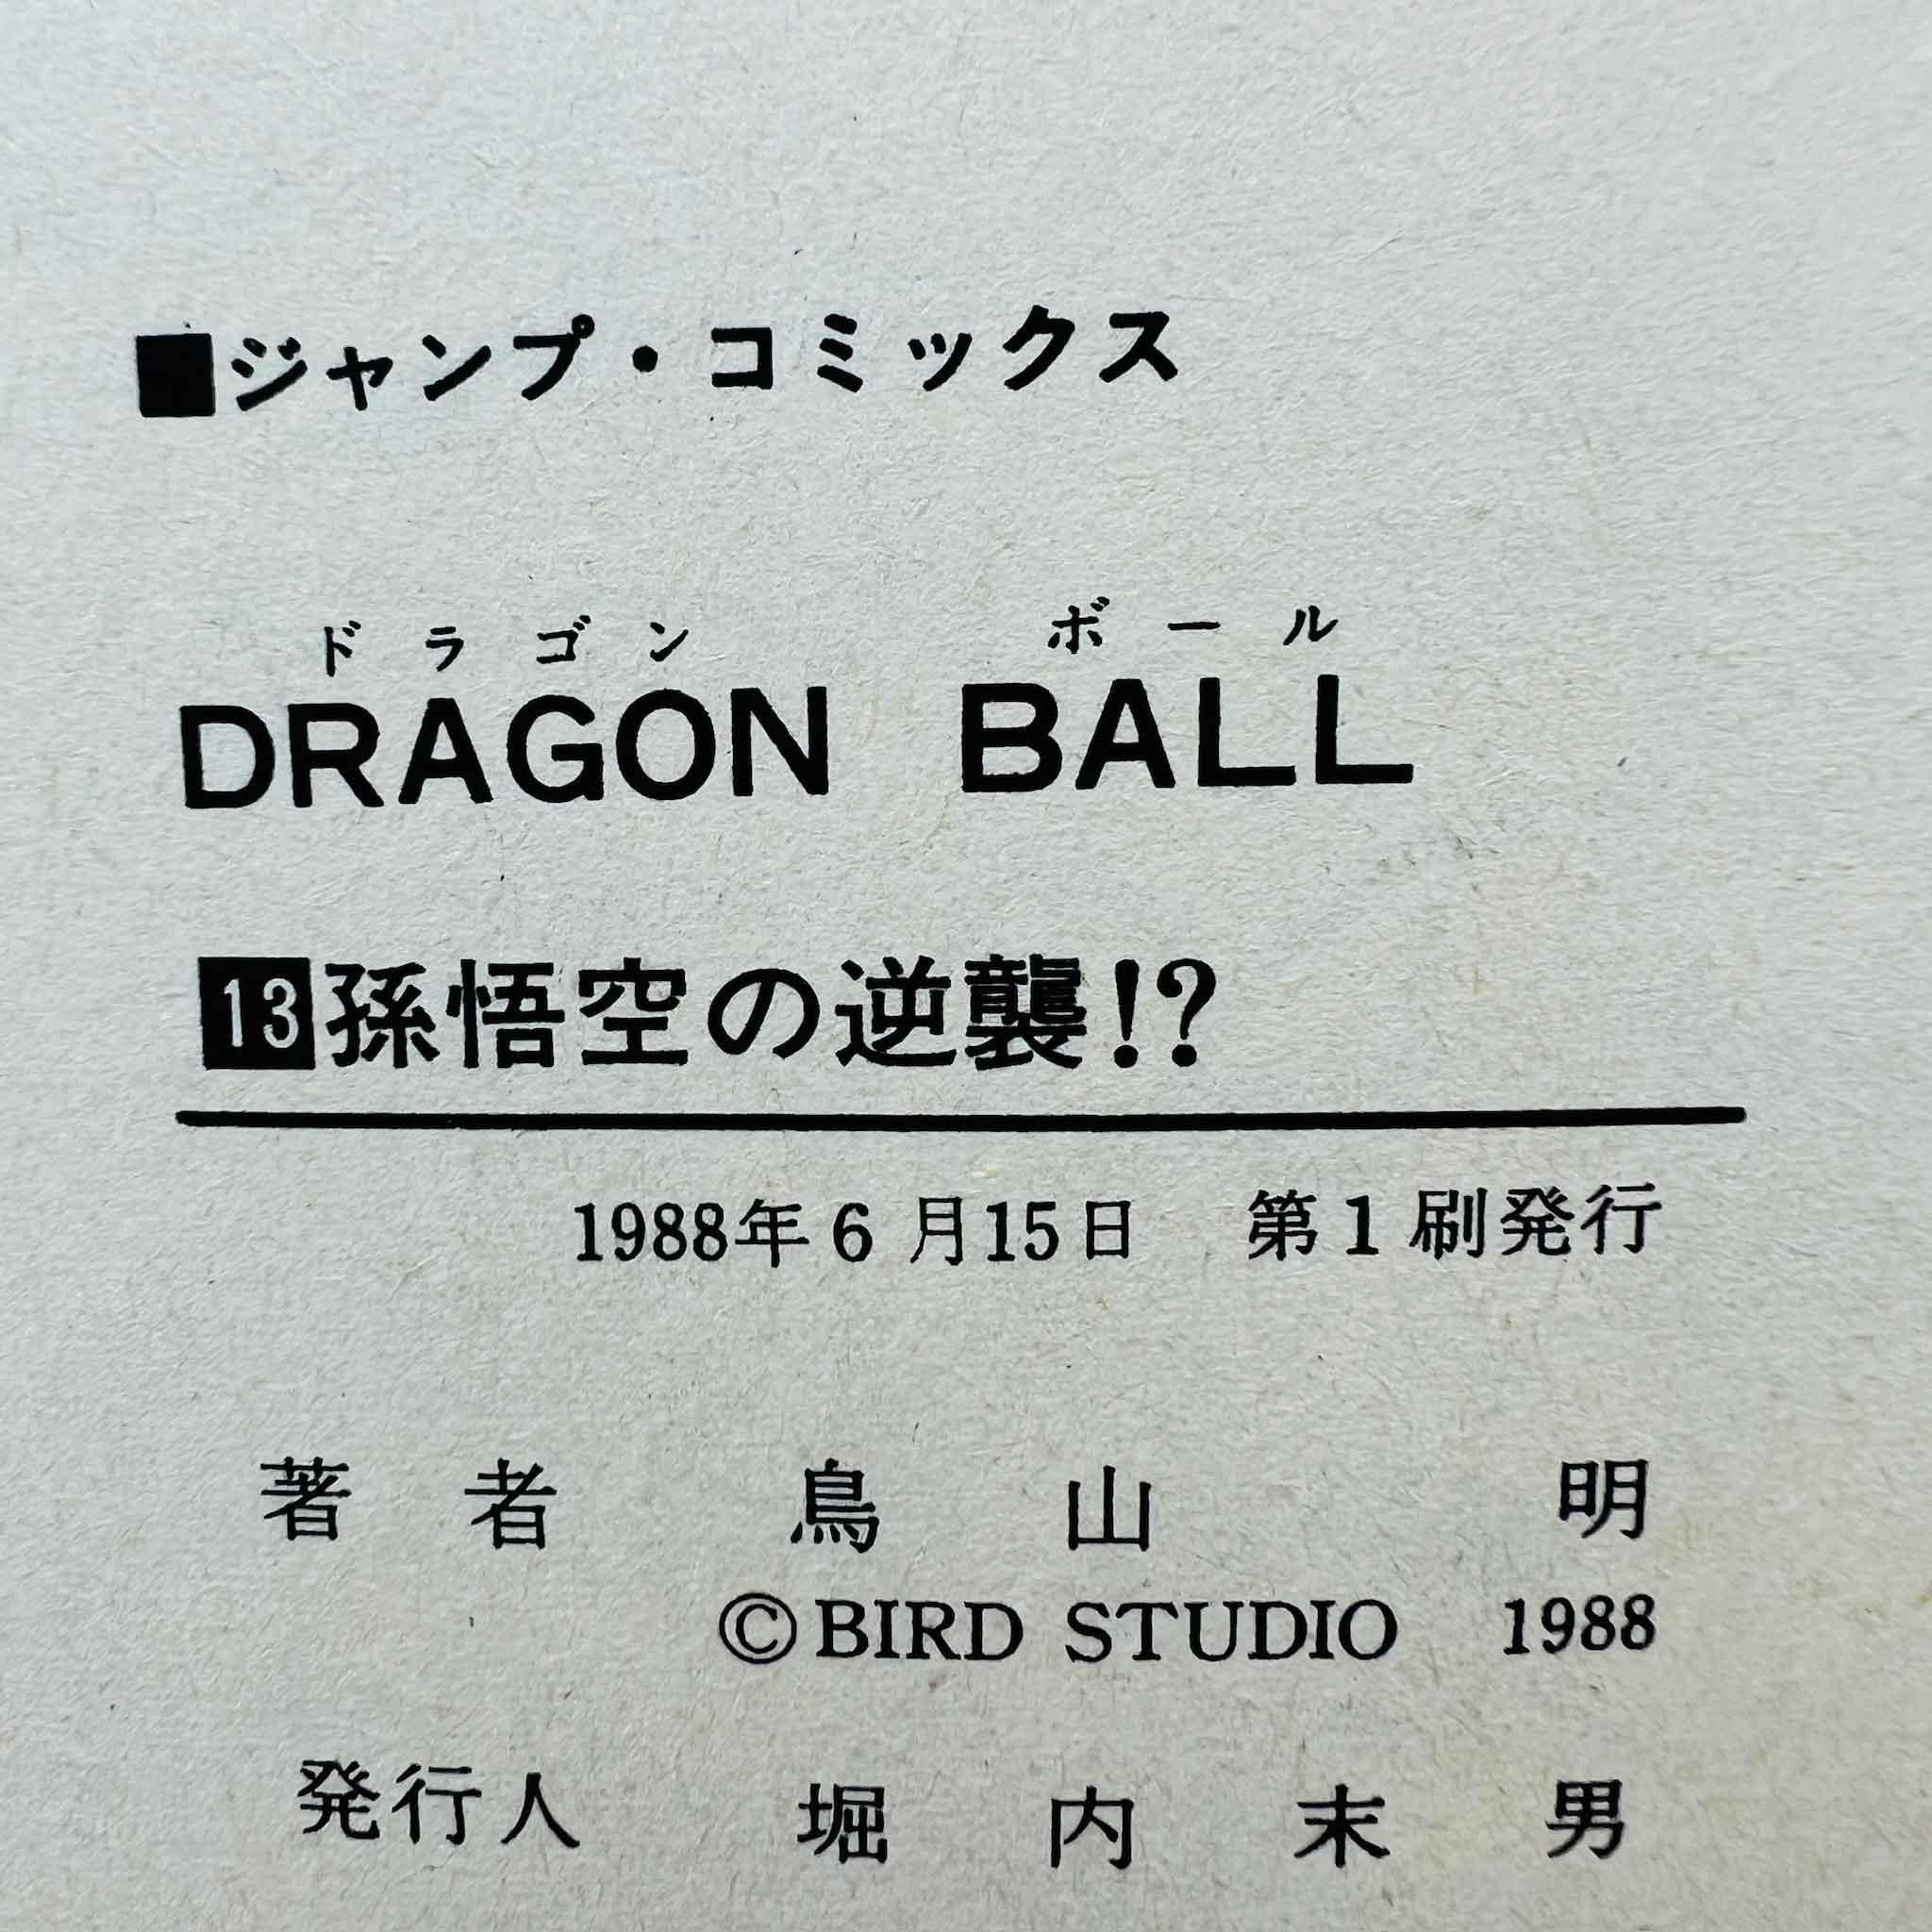 ■ジャンプ・コミックス
ドラゴン ボール
DRAGON BALL
13孫悟空の逆襲!?
1988年6月15日 第1刷発行
著者 鳥山明
©BIRD STUDIO 1988
発行人 堀内末男